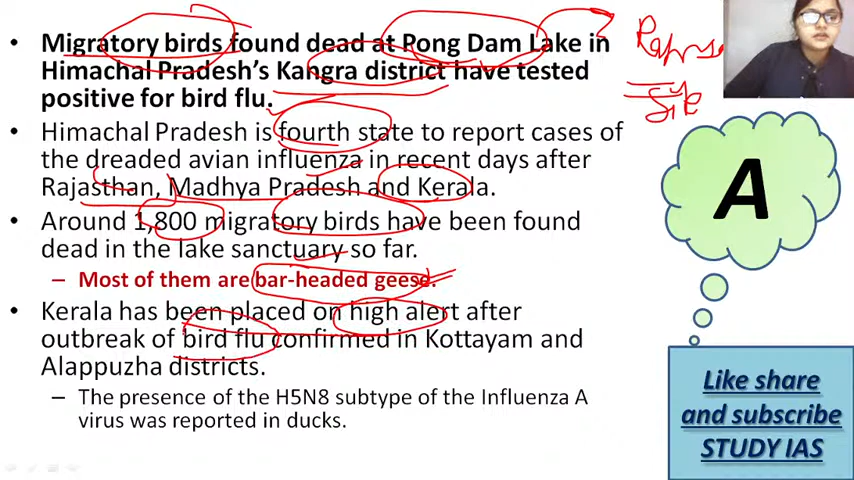 • Migratory birds found dead at Pong Dam Lake in
Himachal Pradesh's Kangra district have tested
positive for bird flu.
• Himachal Pradesh is fourth state to report cases of
the dreaded avian influenza in recent days after
Rajasthan, Madhya Pradesh and Kerala.
• Around 1,800 migratory birds have been found
dead in the lake sanctuary so far.
– Most of them are bar-headed geese.
• Kerala has been placed on high alert after
outbreak of bird flu confirmed in Kottayam and
Alappuzha districts.
– The presence of the H5N8 subtype of the Influenza A
virus was reported in ducks.
Site
A
Like share
and subscribe
STUDY IAS